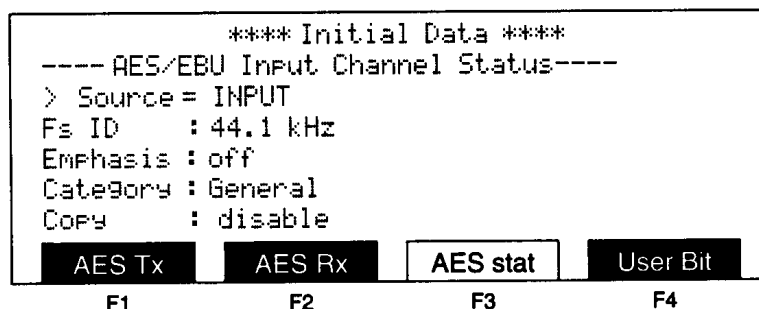 **** Initial Data ****
---- AES/EBU Input Channel Status----
> Source = INPUT
Fs ID : 44.1 kHz
Emphasis : off
Category : General
Copy : disable
AES Tx AES Rx AES stat User Bit
F1 F2 F3 F4